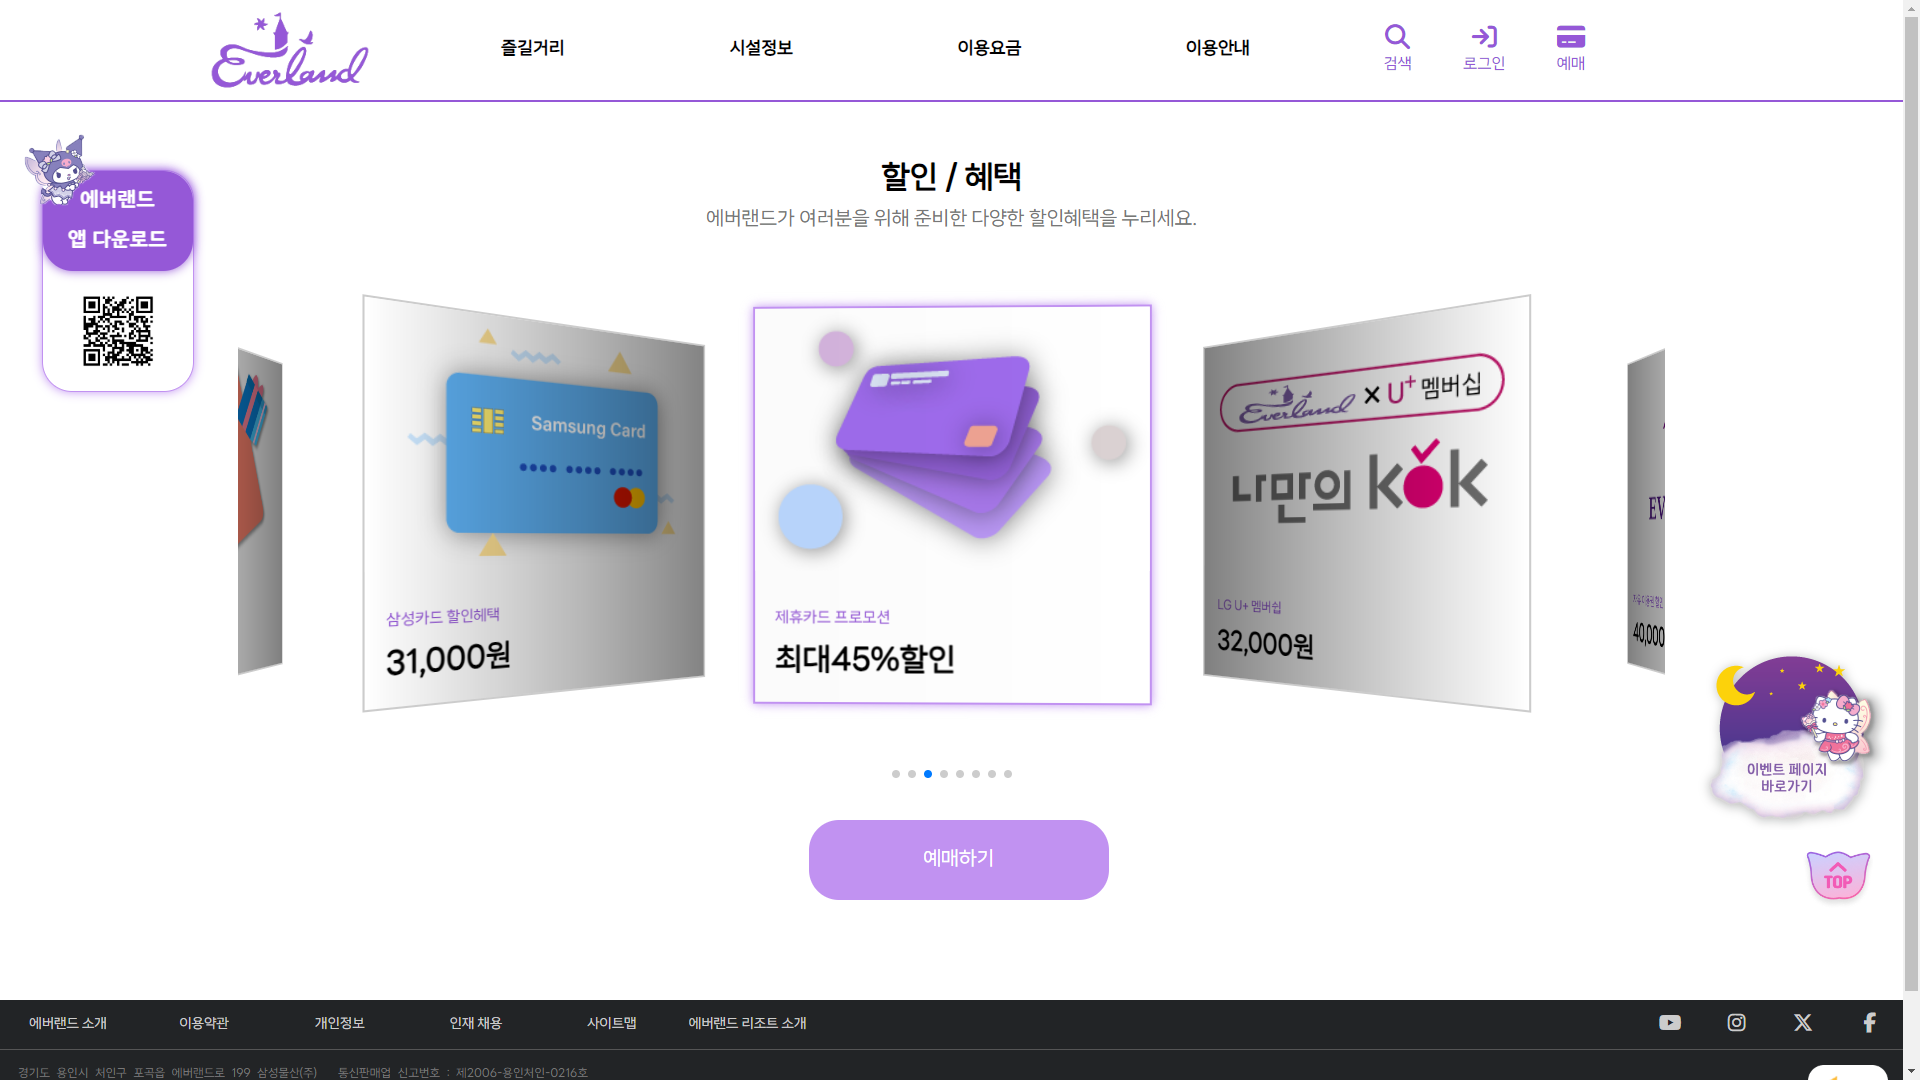 Everland
즐길거리
시설정보
이용요금
이용안내
검색
로그인
예매
에버랜드
앱 다운로드
할인 / 혜택
에버랜드가 여러분을 위해 준비한 다양한 할인혜택을 누리세요.
Samsung Card
삼성카드 할인헤택
31,000원
제휴카드 프로모션
최대45%할인
Everland × U+ 멤버십
나만의 kok
LG U+ 멤버쉽
32,000원
EV
40,000
이벤트 페이지
바로가기
예매하기
TOP
에버랜드 소개
이용약관
개인정보
인재 채용
사이트맵
에버랜드 리조트 소개
경기도 용인시 처인구 포곡읍 에버랜드로 199 삼성물산(주) 통신판매업 신고번호 : 제2006-용인처인-0216호